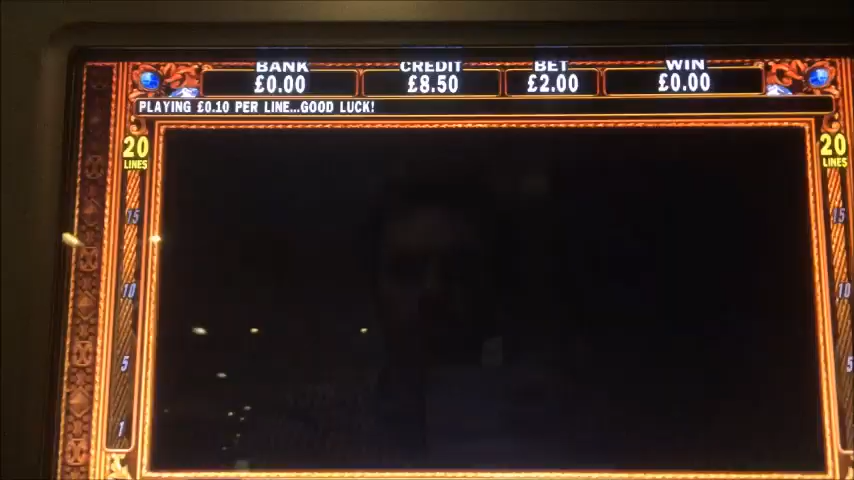 BANK CREDIT BET WIN
£0.00 £8.50 £2.00 £0.00
PLAYING £0.10 PER LINE...GOOD LUCK!
20 20
LINES LINES
15 15
10 10
5 5
1